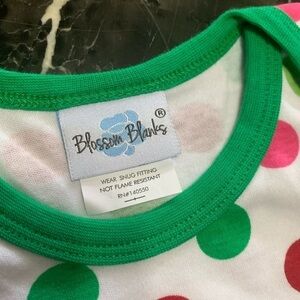 Blossom Blanks®
WEAR SNUG FITTING
NOT FLAME RESISTANT
RN#140550